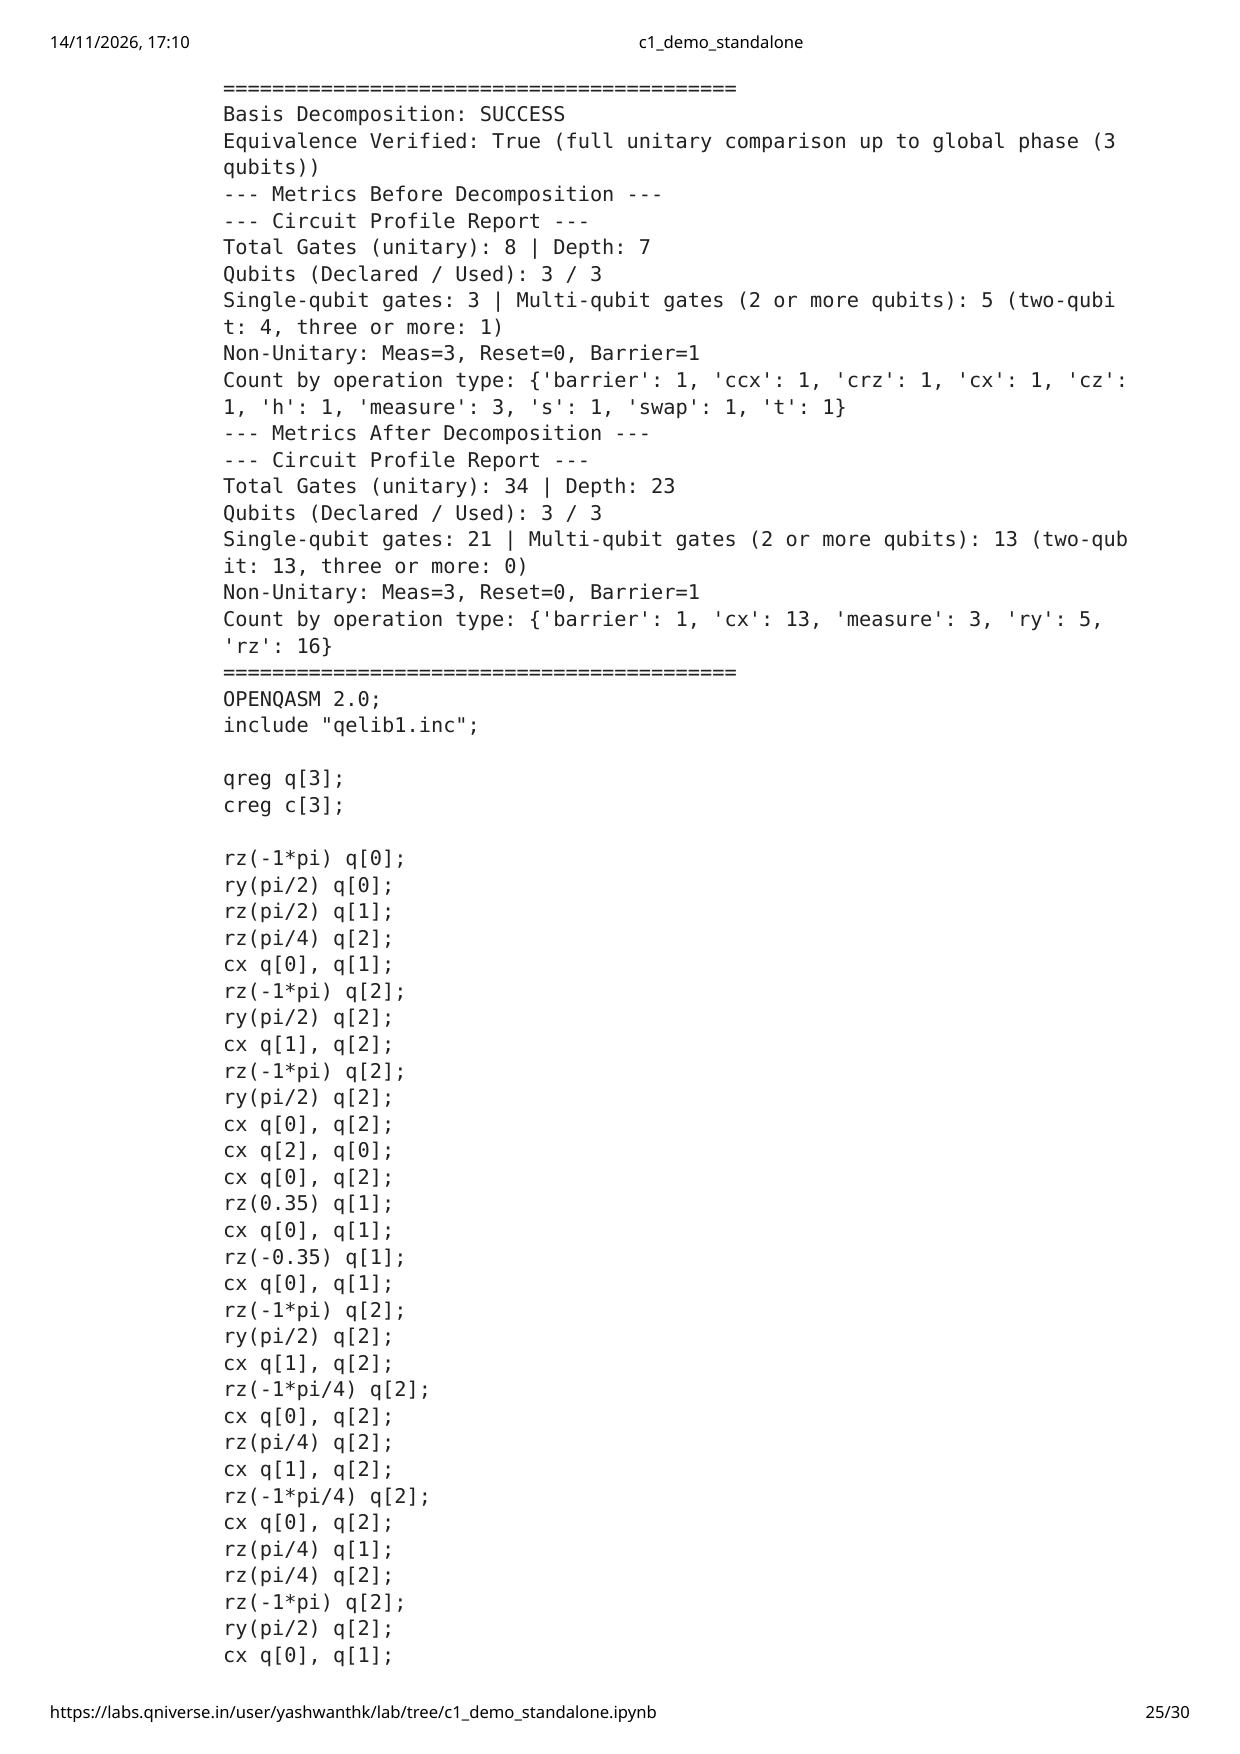 14/11/2026, 17:10
c1_demo_standalone
==========================================
Basis Decomposition: SUCCESS
Equivalence Verified: True (full unitary comparison up to global phase (3
qubits))
--- Metrics Before Decomposition ---
--- Circuit Profile Report ---
Total Gates (unitary): 8 | Depth: 7
Qubits (Declared / Used): 3 / 3
Single-qubit gates: 3 | Multi-qubit gates (2 or more qubits): 5 (two-qubi
t: 4, three or more: 1)
Non-Unitary: Meas=3, Reset=0, Barrier=1
Count by operation type: {'barrier': 1, 'ccx': 1, 'crz': 1, 'cx': 1, 'cz':
1, 'h': 1, 'measure': 3, 's': 1, 'swap': 1, 't': 1}
--- Metrics After Decomposition ---
--- Circuit Profile Report ---
Total Gates (unitary): 34 | Depth: 23
Qubits (Declared / Used): 3 / 3
Single-qubit gates: 21 | Multi-qubit gates (2 or more qubits): 13 (two-qub
it: 13, three or more: 0)
Non-Unitary: Meas=3, Reset=0, Barrier=1
Count by operation type: {'barrier': 1, 'cx': 13, 'measure': 3, 'ry': 5,
'rz': 16}
==========================================
OPENQASM 2.0;
include "qelib1.inc";

qreg q[3];
creg c[3];

rz(-1*pi) q[0];
ry(pi/2) q[0];
rz(pi/2) q[1];
rz(pi/4) q[2];
cx q[0], q[1];
rz(-1*pi) q[2];
ry(pi/2) q[2];
cx q[1], q[2];
rz(-1*pi) q[2];
ry(pi/2) q[2];
cx q[0], q[2];
cx q[2], q[0];
cx q[0], q[2];
rz(0.35) q[1];
cx q[0], q[1];
rz(-0.35) q[1];
cx q[0], q[1];
rz(-1*pi) q[2];
ry(pi/2) q[2];
cx q[1], q[2];
rz(-1*pi/4) q[2];
cx q[0], q[2];
rz(pi/4) q[2];
cx q[1], q[2];
rz(-1*pi/4) q[2];
cx q[0], q[2];
rz(pi/4) q[1];
rz(pi/4) q[2];
rz(-1*pi) q[2];
ry(pi/2) q[2];
cx q[0], q[1];
https://labs.qniverse.in/user/yashwanthk/lab/tree/c1_demo_standalone.ipynb
25/30